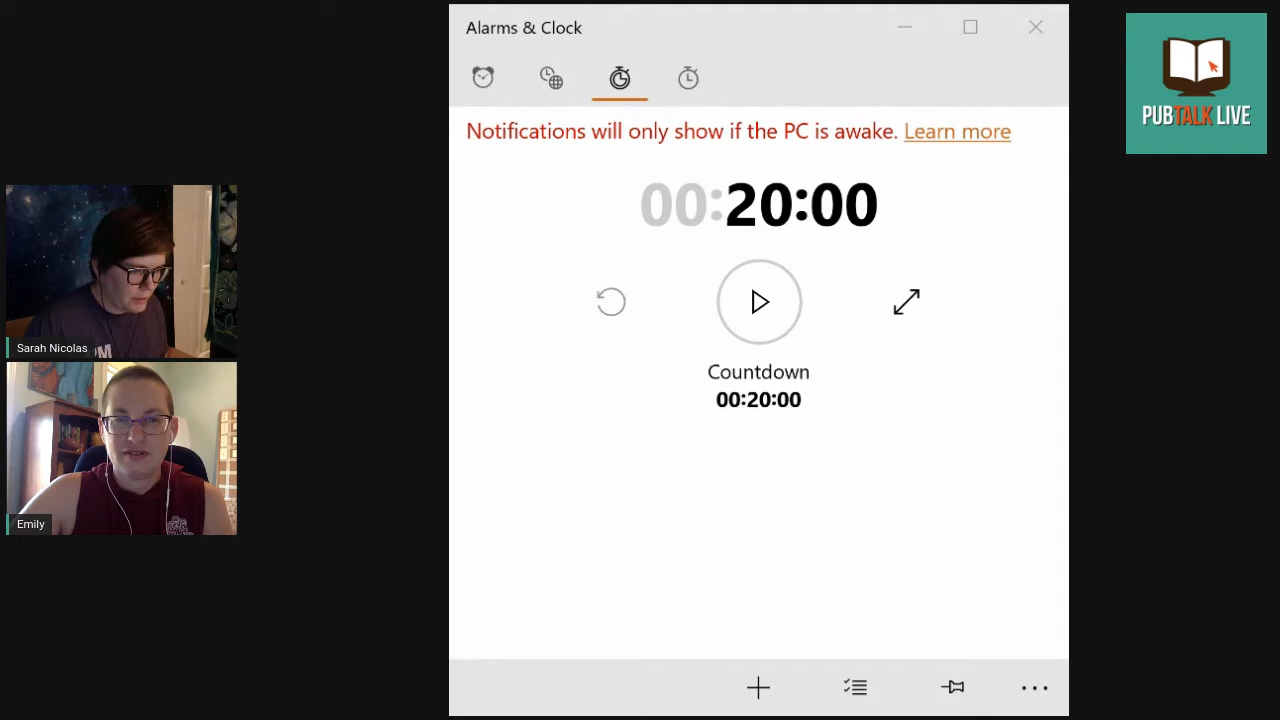 Alarms & Clock
PUBTALK LIVE
Notifications will only show if the PC is awake. Learn more
00:20:00
Countdown
00:20:00
Sarah Nicolas
Emily